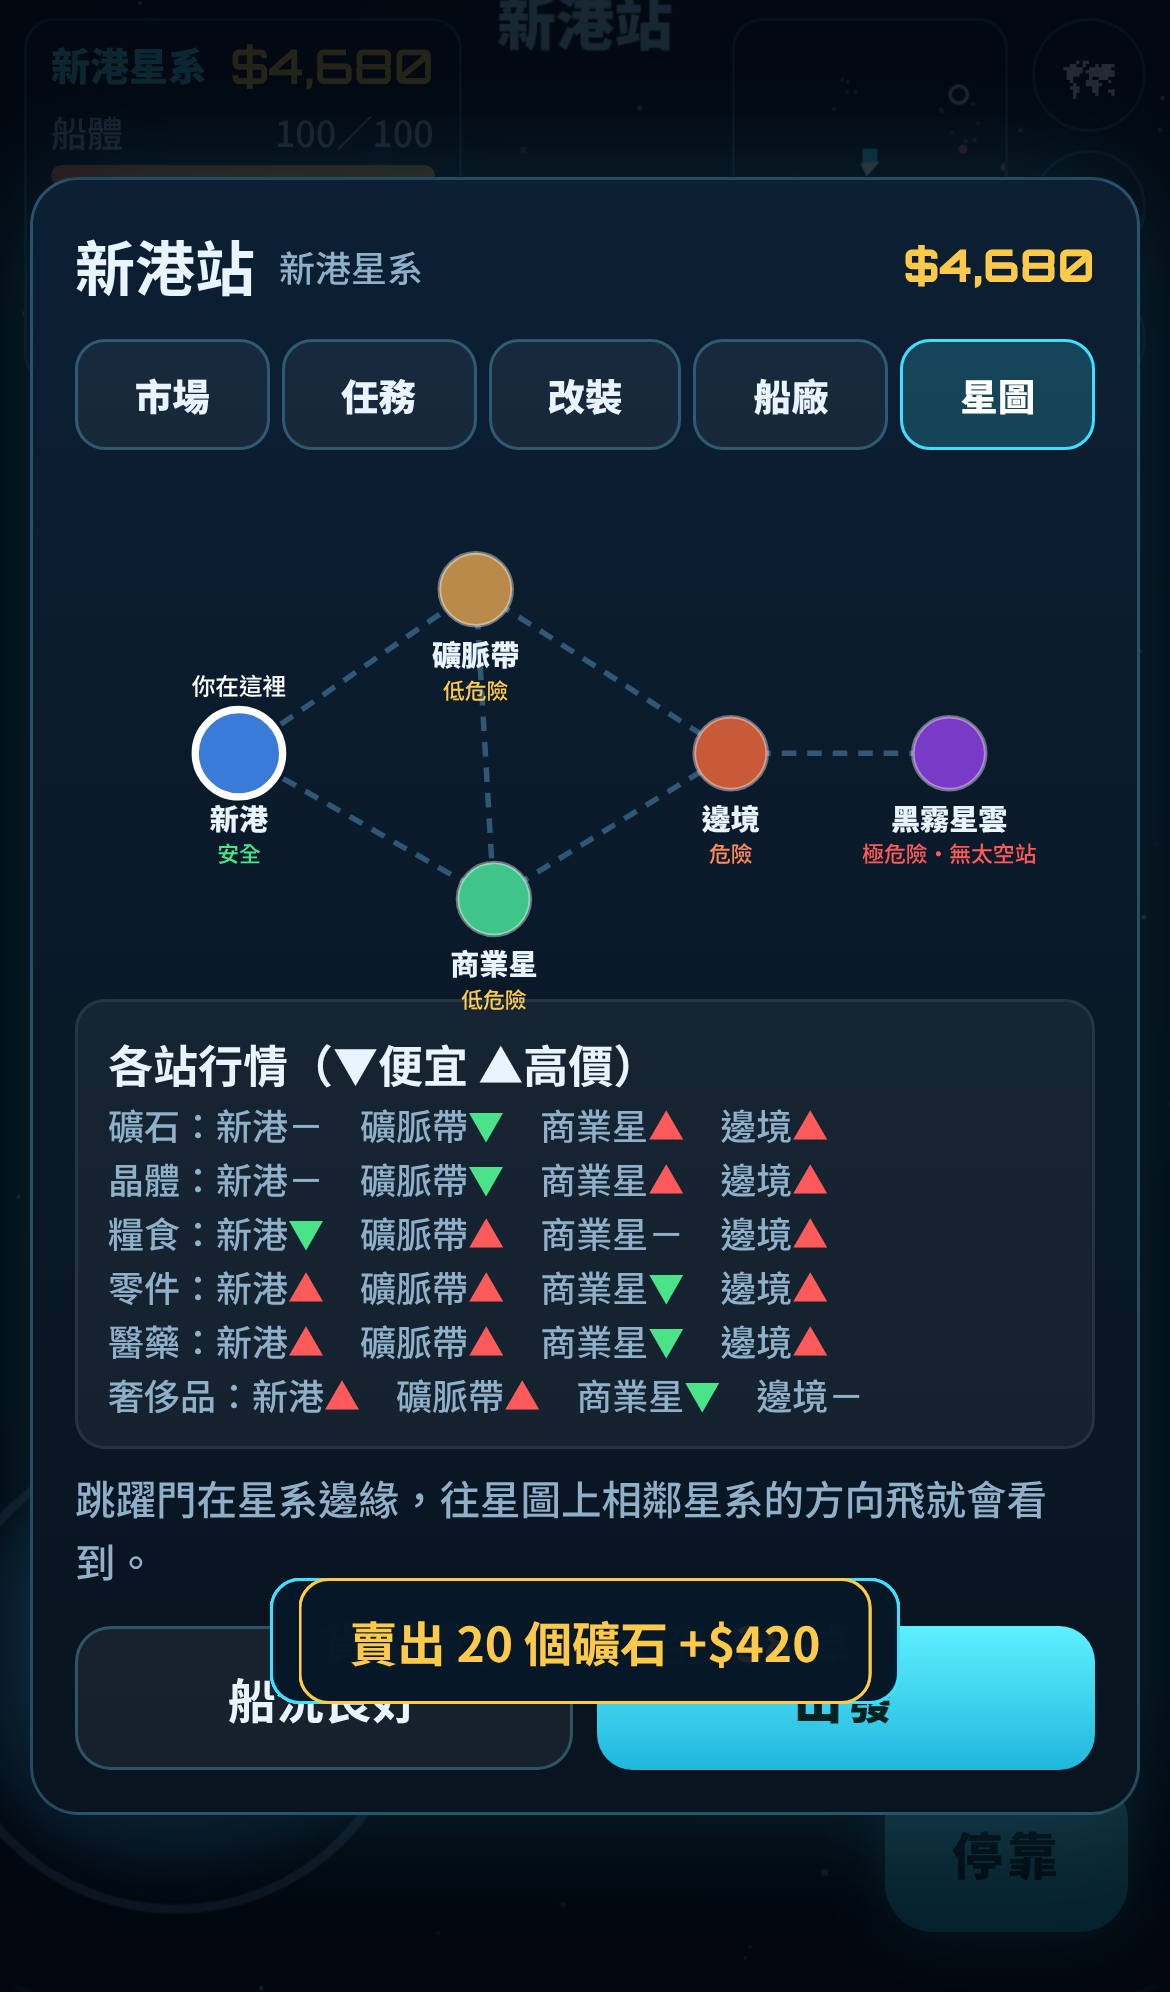 新港站
新港星系 $4,680
船體 100／100
新港站 新港星系 $4,680
市場 任務 改裝 船廠 星圖
礦脈帶
低危險
你在這裡
新港
安全
邊境
危險
黑霧星雲
極危險・無太空站
商業星
低危險
各站行情（▼便宜 ▲高價）
礦石：新港－ 礦脈帶▼ 商業星▲ 邊境▲
晶體：新港－ 礦脈帶▼ 商業星▲ 邊境▲
糧食：新港▼ 礦脈帶▲ 商業星－ 邊境▲
零件：新港▲ 礦脈帶▲ 商業星▼ 邊境▲
醫藥：新港▲ 礦脈帶▲ 商業星▼ 邊境▲
奢侈品：新港▲ 礦脈帶▲ 商業星▼ 邊境－
跳躍門在星系邊緣，往星圖上相鄰星系的方向飛就會看
到。
賣出 20 個礦石 +$420
船況良好 出發
停靠